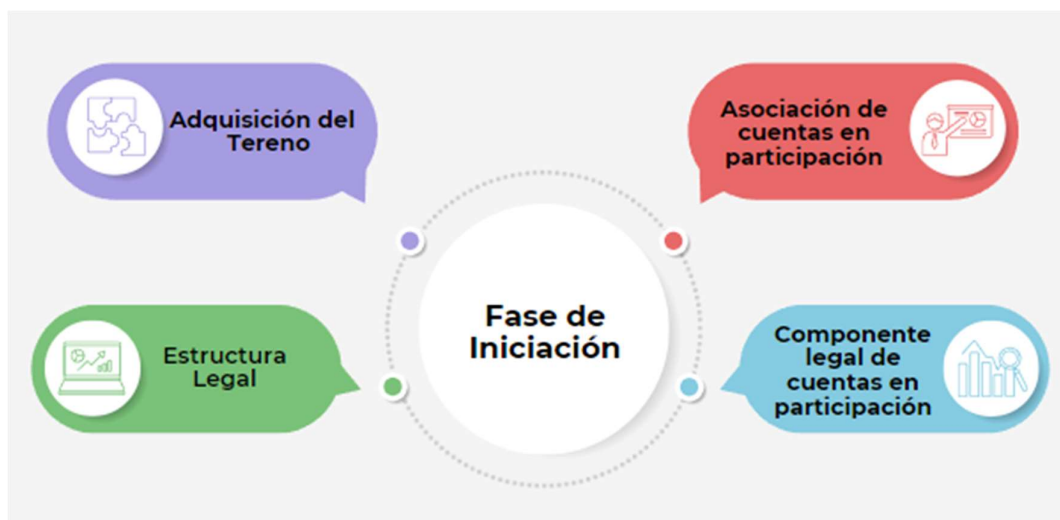 Adquisición del
Tereno
Asociación de
cuentas en
participación
Fase de
Iniciación
Estructura
Legal
Componente
legal de
cuentas en
participación